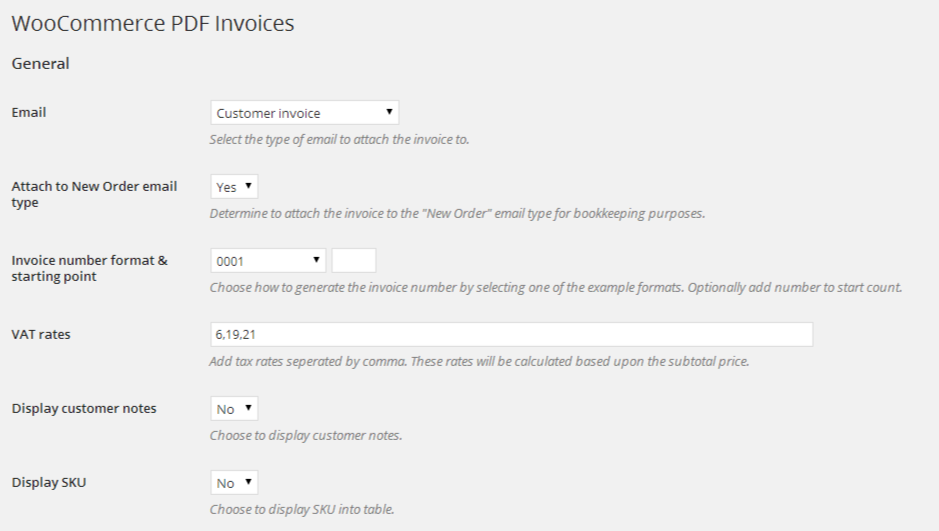 WooCommerce PDF Invoices
General
Email
Customer invoice
Select the type of email to attach the invoice to.
Attach to New Order email
type
Yes
Determine to attach the invoice to the "New Order" email type for bookkeeping purposes.
Invoice number format &
starting point
0001
Choose how to generate the invoice number by selecting one of the example formats. Optionally add number to start count.
VAT rates
6,19,21
Add tax rates seperated by comma. These rates will be calculated based upon the subtotal price.
Display customer notes
No
Choose to display customer notes.
Display SKU
No
Choose to display SKU into table.